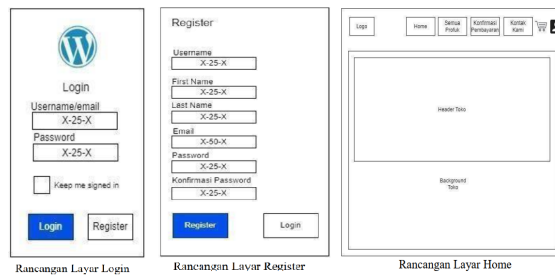 Login
Username/email
X-25-X
Password
X-25-X
Keep me signed in
Login
Register
Rancangan Layar Login
Register
Username
X-25-X
First Name
X-25-X
Last Name
X-25-X
Email
X-50-X
Password
X-25-X
Konfirmasi Password
X-25-X
Register
Login
Rancangan Layar Register
Logo
Home
Semua
Produk
Konfirmasi
Pembayaran
Kontak
Kami
Header Toko
Background
Toko
Rancangan Layar Home